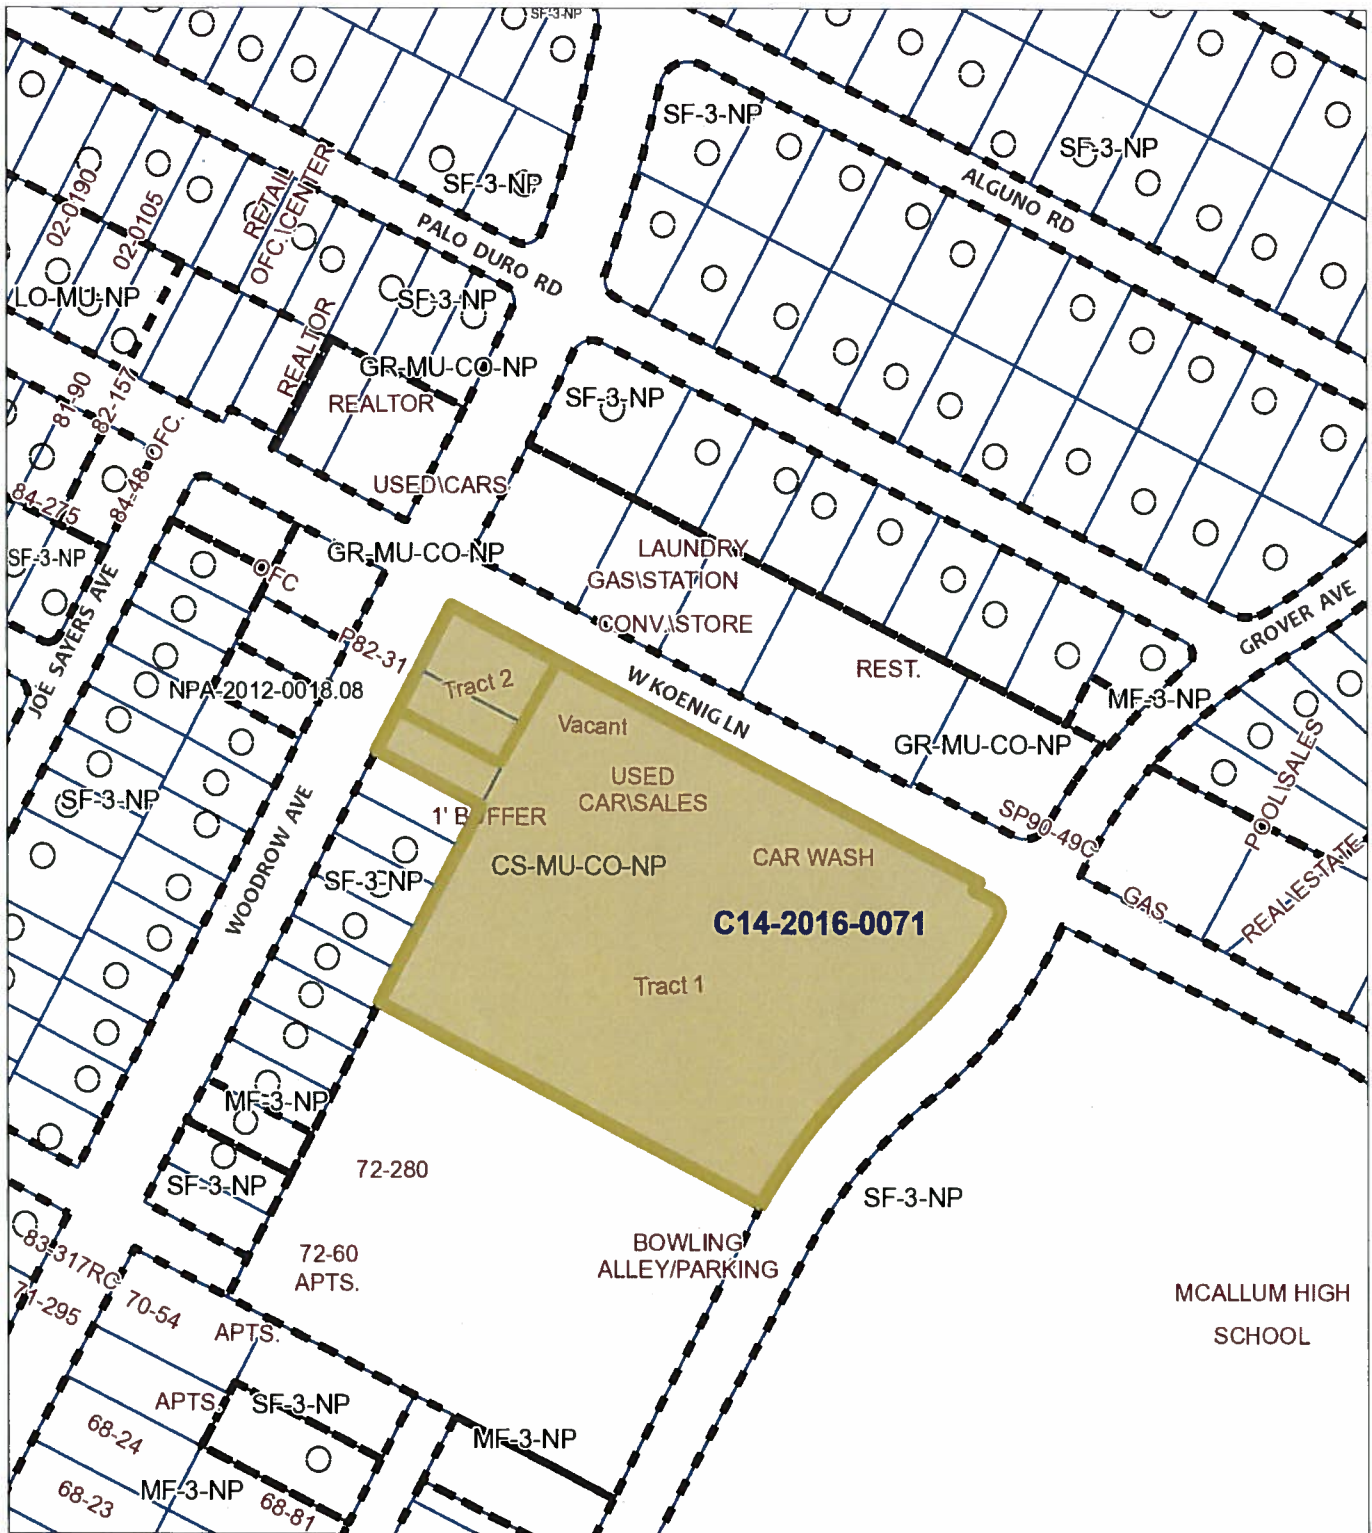 SF-3-NP
SF-3-NP
SF-3-NP
ALGUNO RD
SF-3-NP
02-0190
02-0105
RETAIL
OFC.\CENTER
PALO DURO RD
LO-MU-NP
SF-3-NP
REALTOR
GR-MU-CO-NP
REALTOR
SF-3-NP
81-90
82-157
84-48 OFC.
USED\CARS
84-275
SF-3-NP
GR-MU-CO-NP
LAUNDRY
GAS\STATION
CONV.\STORE
OFC
JOE SAYERS AVE
P82-31
GROVER AVE
REST.
W KOENIG LN
NPA-2012-0018.08
Tract 2
MF-3-NP
Vacant
GR-MU-CO-NP
POOL\SALES
USED
CAR\SALES
SF-3-NP
1' BUFFER
SP90-49C
WOODROW AVE
CS-MU-CO-NP
CAR WASH
REAL\ESTATE
SF-3-NP
GAS
C14-2016-0071
Tract 1
MF-3-NP
72-280
SF-3-NP
SF-3-NP
83-317RC
72-60
APTS.
BOWLING
ALLEY/PARKING
71-295
70-54
APTS.
MCALLUM HIGH
SCHOOL
APTS.
SF-3-NP
68-24
MF-3-NP
MF-3-NP
68-23
68-81